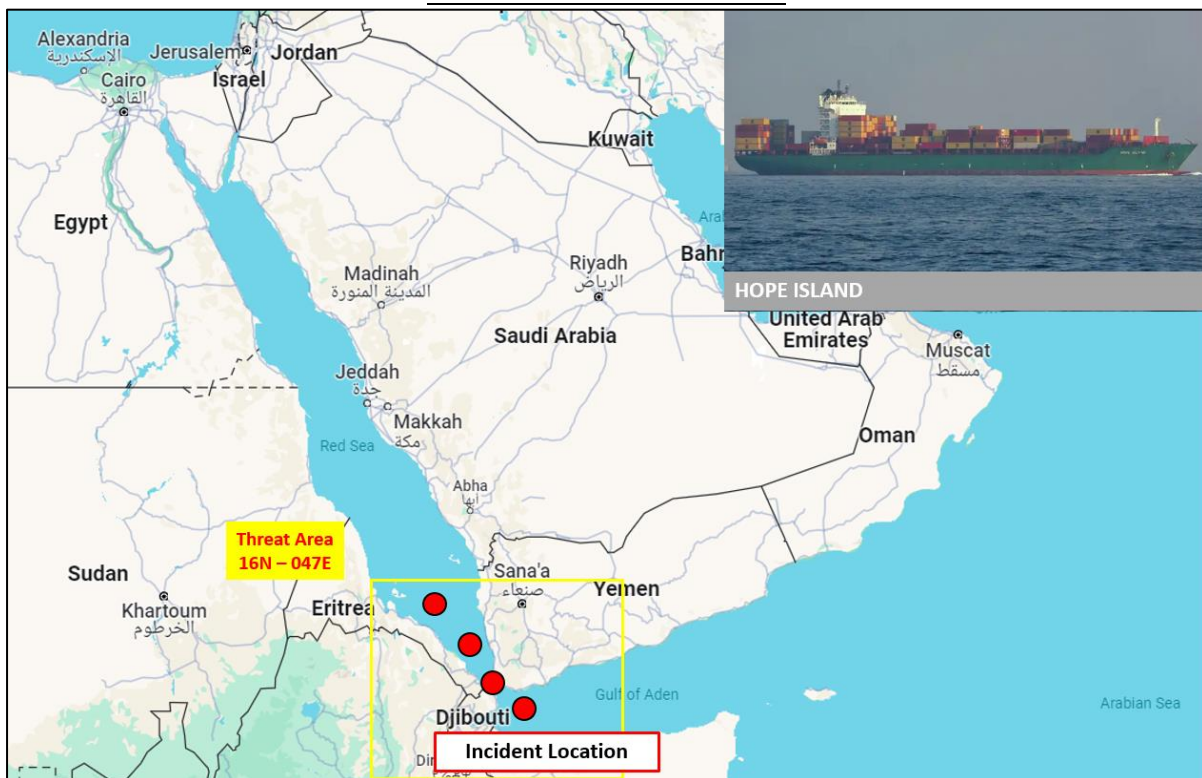 Alexandria
الإسكندرية
Jerusalem
Jordan
Israel
Cairo
القاهرة
Kuwait
Egypt
HOPE ISLAND
Madinah
المدينة المنورة
Riyadh
الرياض
United Arab
Emirates
Muscat
مسقط
Saudi Arabia
Jeddah
جدة
Makkah
مكة
Oman
Red Sea
Abha
أبها
Threat Area
16N – 047E
Sana'a
صنعاء
Yemen
Sudan
Khartoum
الخرطوم
Eritrea
Gulf of Aden
Arabian Sea
Djibouti
Incident Location